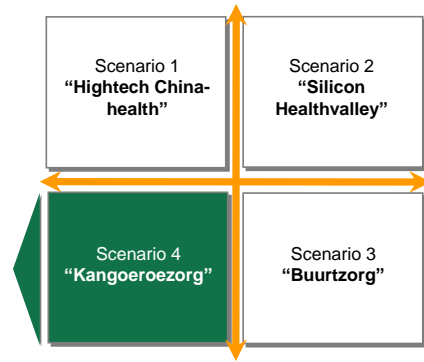 Scenario 1
“Hightech China-
health”
Scenario 2
“Silicon
Healthvalley”
Scenario 4
“Kangoeroezorg”
Scenario 3
“Buurtzorg”